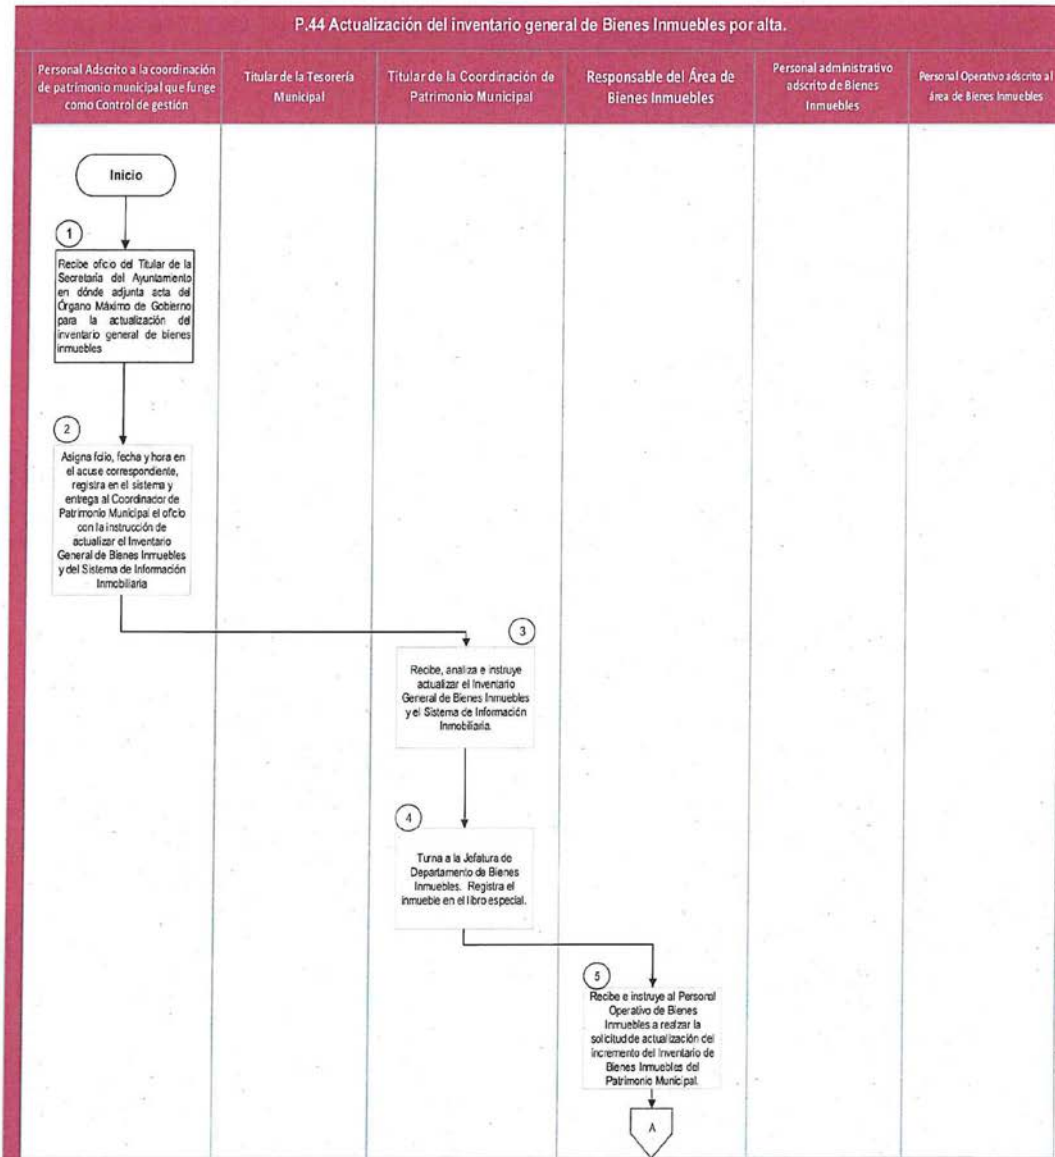 P.44 Actualización del inventario general de Bienes Inmuebles por alta.
Personal Adscrito a la coordinación
de patrimonio municipal que funge
como Control de gestión
Titular de la Tesorería
Municipal
Titular de la Coordinación de
Patrimonio Municipal
Responsable del Área de
Bienes Inmuebles
Personal administrativo
adscrito de Bienes
Inmuebles
Personal Operativo adscrito al
área de Bienes Inmuebles
Inicio
1
Recibe oficio del Titular de la
Secretaría del Ayuntamiento
en dónde adjunta acta del
Órgano Máximo de Gobierno
para la actualización del
inventario general de bienes
inmuebles
2
Asigna folio, fecha y hora en
el acuse correspondiente,
registra en el sistema y
entrega al Coordinador de
Patrimonio Municipal el oficio
con la instrucción de
actualizar el Inventario
General de Bienes Inmuebles
y del Sistema de Información
Inmobiliaria
3
Recibe, analiza e instruye
actualizar el Inventario
General de Bienes Inmuebles
y el Sistema de Información
Inmobiliaria.
4
Turna a la Jefatura de
Departamento de Bienes
Inmuebles. Registra el
inmueble en el libro especial.
5
Recibe e instruye al Personal
Operativo de Bienes
Inmuebles a realzar la
solicitud de actualización del
incremento del Inventario de
Bienes Inmuebles del
Patrimonio Municipal.
A